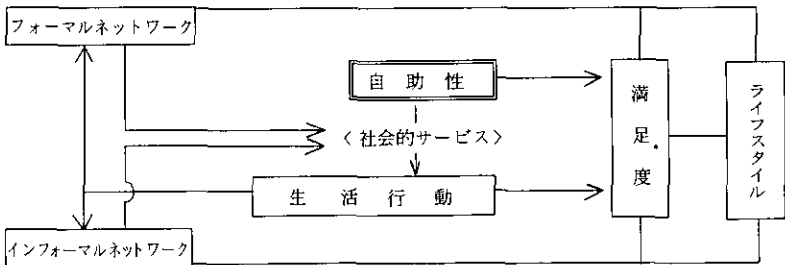 フォーマルネットワーク
自助性
〈社会的サービス〉
生活行動
インフォーマルネットワーク
満足度
ライフスタイル